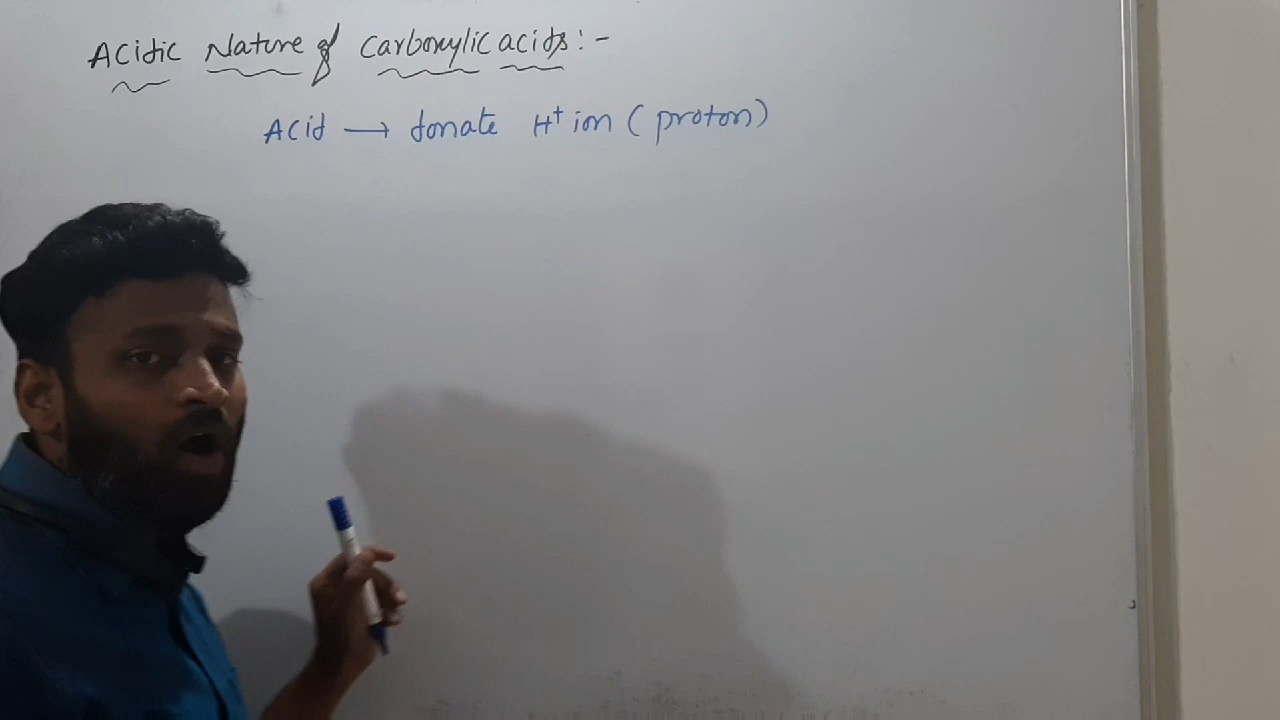 Acidic Nature of Carboxylic acids:-
Acid → donate H⁺ ion (proton)